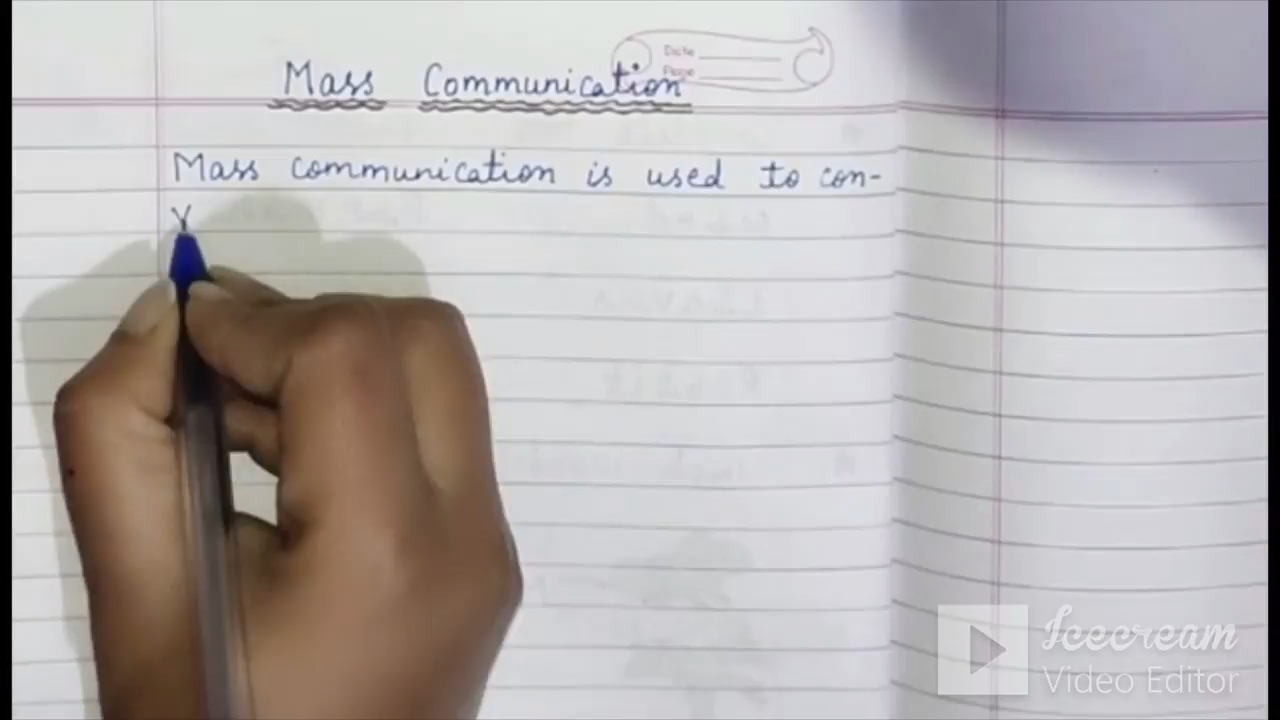 Date
Page
Mass Communication
Mass communication is used to con-
v
Icecream
Video Editor